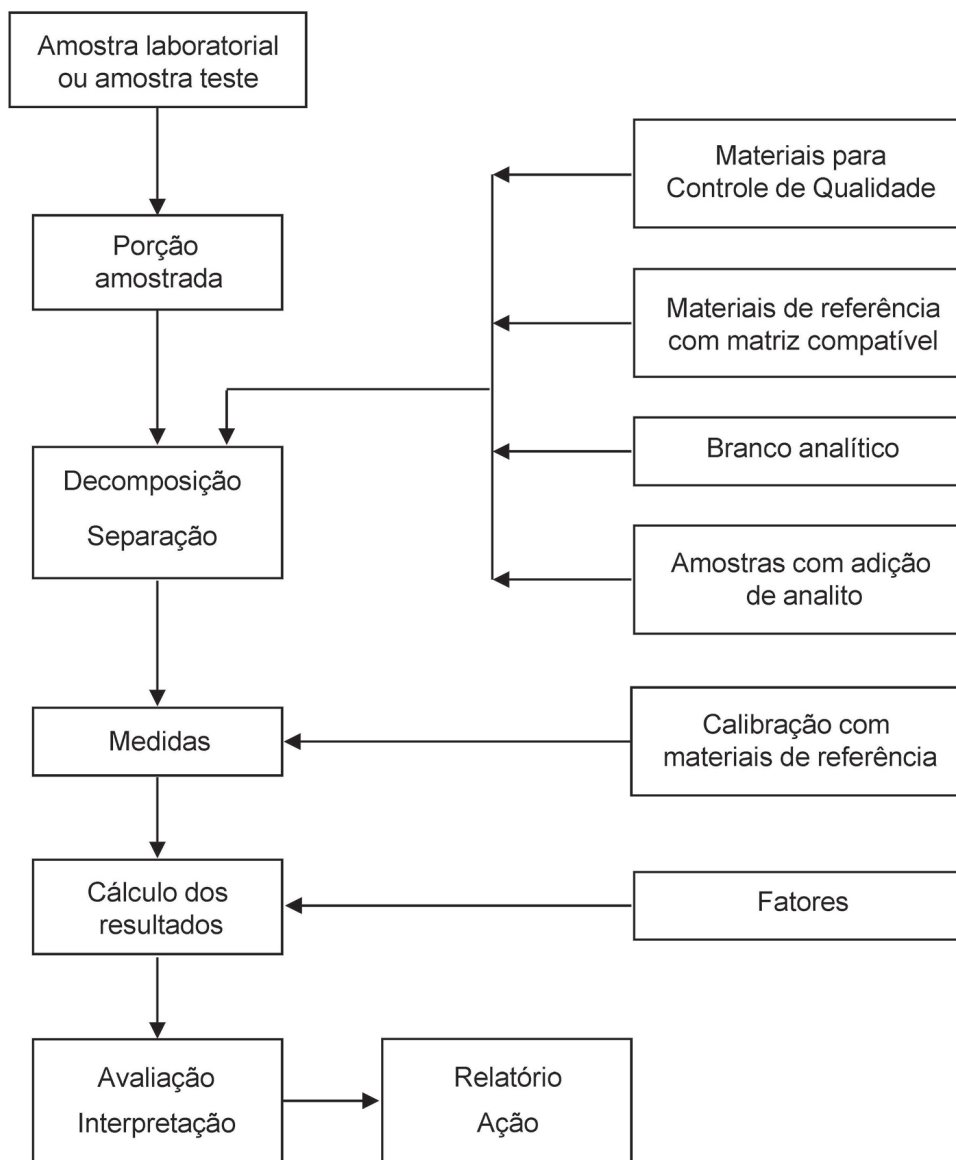 Amostra laboratorial
ou amostra teste
Porção
amostrada
Materiais para
Controle de Qualidade
Materiais de referência
com matriz compatível
Branco analítico
Amostras com adição
de analito
Decomposição
Separação
Medidas
Calibração com
materiais de referência
Cálculo dos
resultados
Fatores
Avaliação
Interpretação
Relatório
Ação